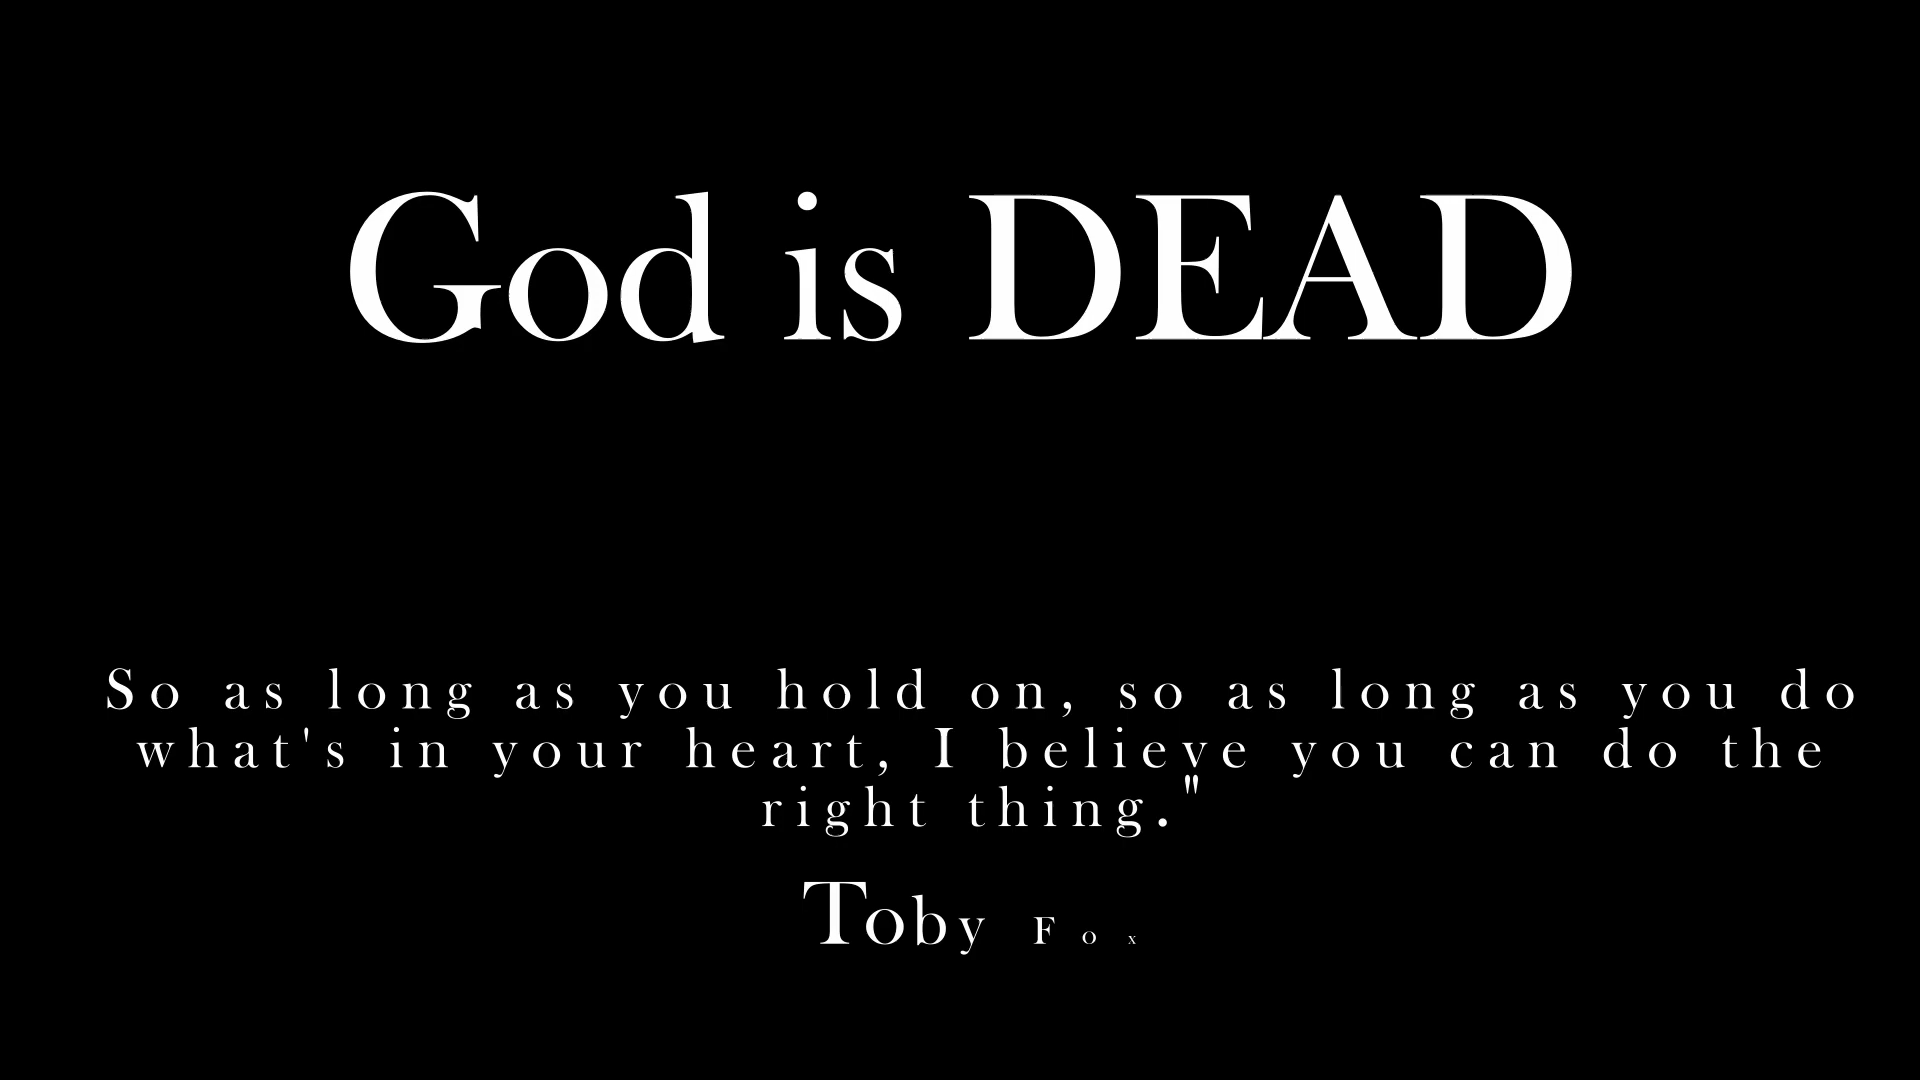 God is DEAD
So as long as you hold on, so as long as you do
what's in your heart, I believe you can do the
right thing."
Toby Fox